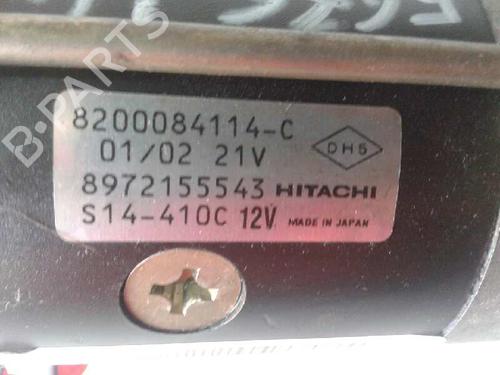 B-PARTS
8200084114-C
01/02 21V
DHS
8972155543 HITACHI
S14-410C 12V MADE IN JAPAN